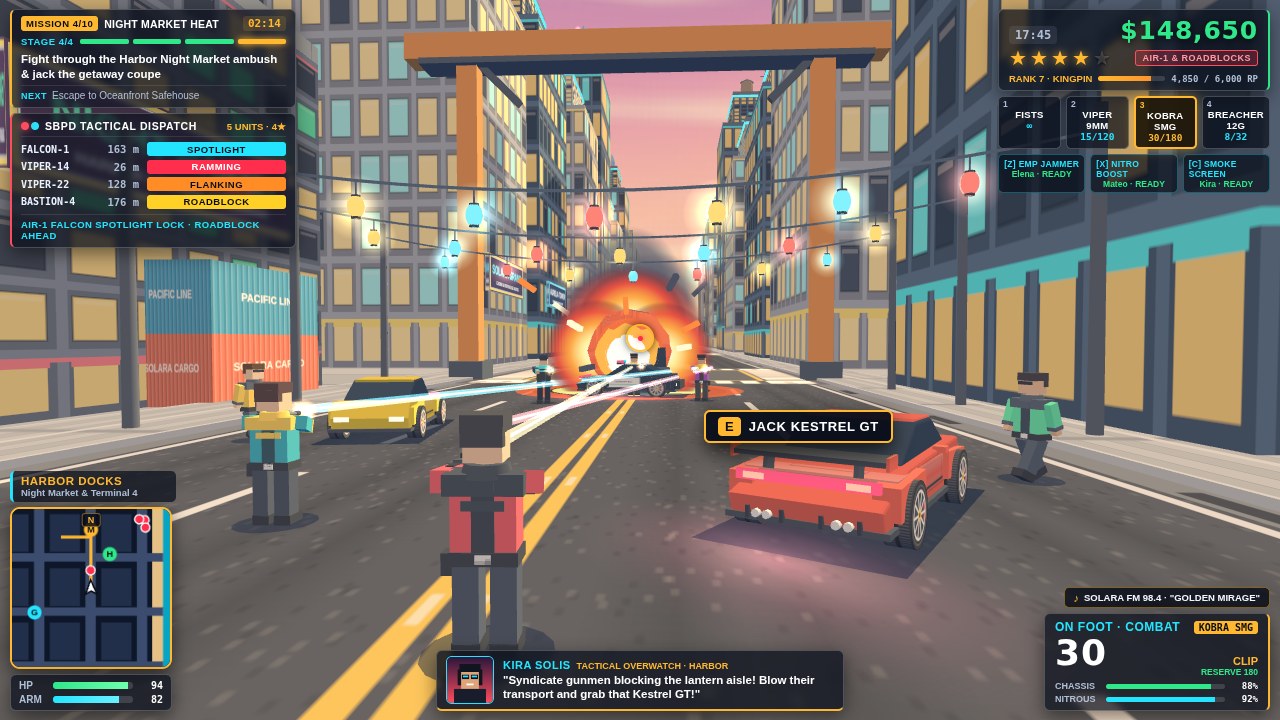 MISSION 4/10 NIGHT MARKET HEAT 02:14
STAGE 4/4
Fight through the Harbor Night Market ambush
& jack the getaway coupe
NEXT Escape to Oceanfront Safehouse
SBPD TACTICAL DISPATCH 5 UNITS · 4★
FALCON-1 163 m SPOTLIGHT
VIPER-14 26 m RAMMING
VIPER-22 128 m FLANKING
BASTION-4 176 m ROADBLOCK
AIR-1 FALCON SPOTLIGHT LOCK · ROADBLOCK
AHEAD
17:45 $148,650
★★★★★ AIR-1 & ROADBLOCKS
RANK 7 · KINGPIN 4,850 / 6,000 RP
1 FISTS ∞
2 VIPER 9MM 15/120
3 KOBRA SMG 30/180
4 BREACHER 12G 8/32
[Z] EMP JAMMER
Elena · READY
[X] NITRO BOOST
Mateo · READY
[C] SMOKE SCREEN
Kira · READY
PACIFIC LINE
PACIFIC LIN
SOLARA CARGO
E JACK KESTREL GT
HARBOR DOCKS
Night Market & Terminal 4
N
M
H
G
HP 94
ARM 82
KIRA SOLIS TACTICAL OVERWATCH · HARBOR
"Syndicate gunmen blocking the lantern aisle! Blow their
transport and grab that Kestrel GT!"
♪ SOLARA FM 98.4 · "GOLDEN MIRAGE"
ON FOOT · COMBAT KOBRA SMG
30 CLIP
RESERVE 180
CHASSIS 88%
NITROUS 92%